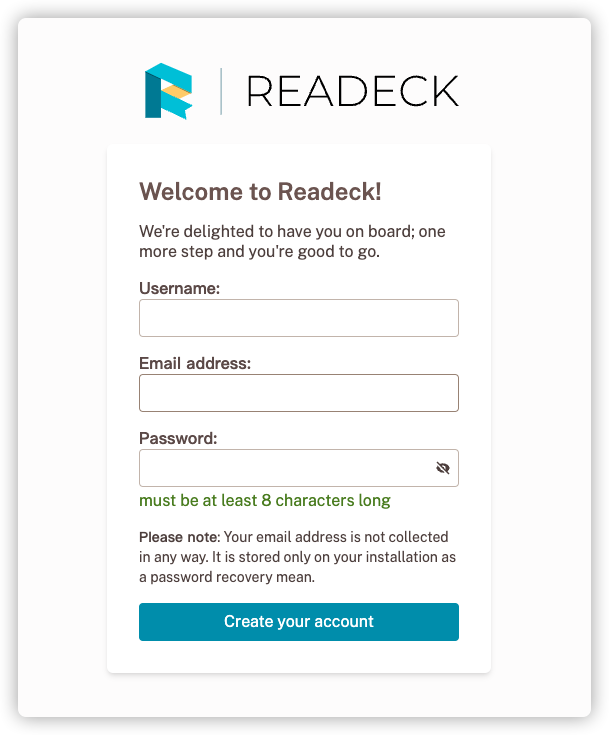 READECK
Welcome to Readeck!
We're delighted to have you on board; one
more step and you're good to go.
Username:
Email address:
Password:
must be at least 8 characters long
Please note: Your email address is not collected
in any way. It is stored only on your installation as
a password recovery mean.
Create your account